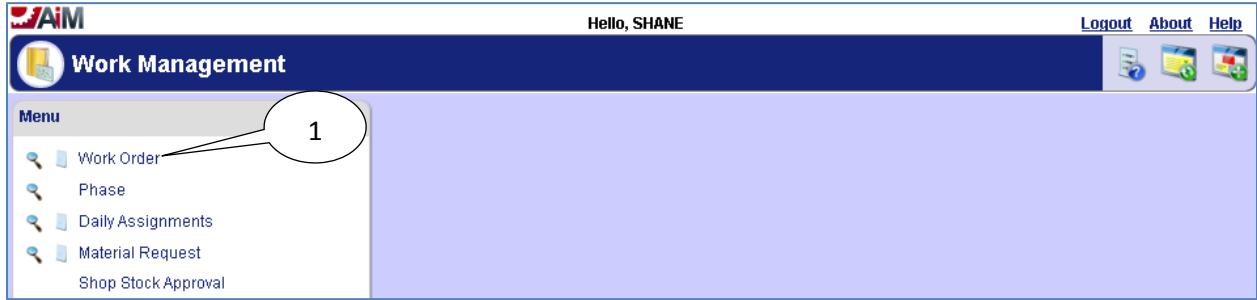 AiM Hello, SHANE Logout About Help
Work Management
Menu
1
Work Order
Phase
Daily Assignments
Material Request
Shop Stock Approval